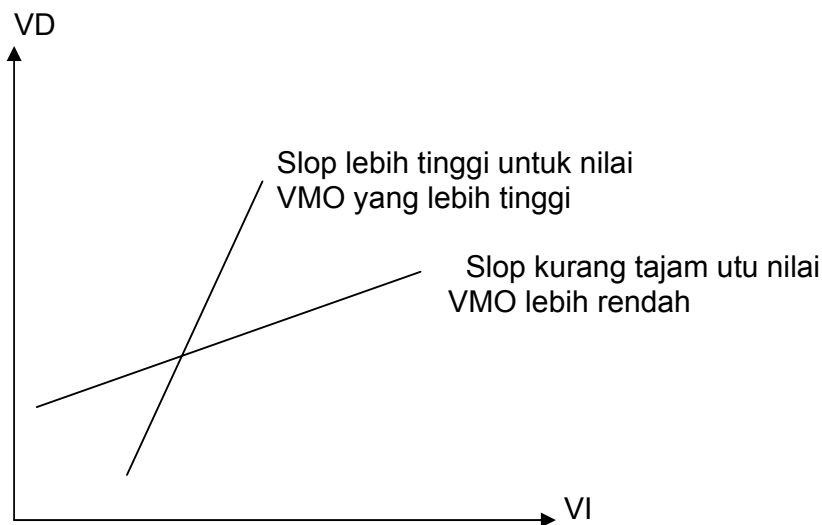 VD
Slop lebih tinggi untuk nilai
VMO yang lebih tinggi
Slop kurang tajam utu nilai
VMO lebih rendah
VI